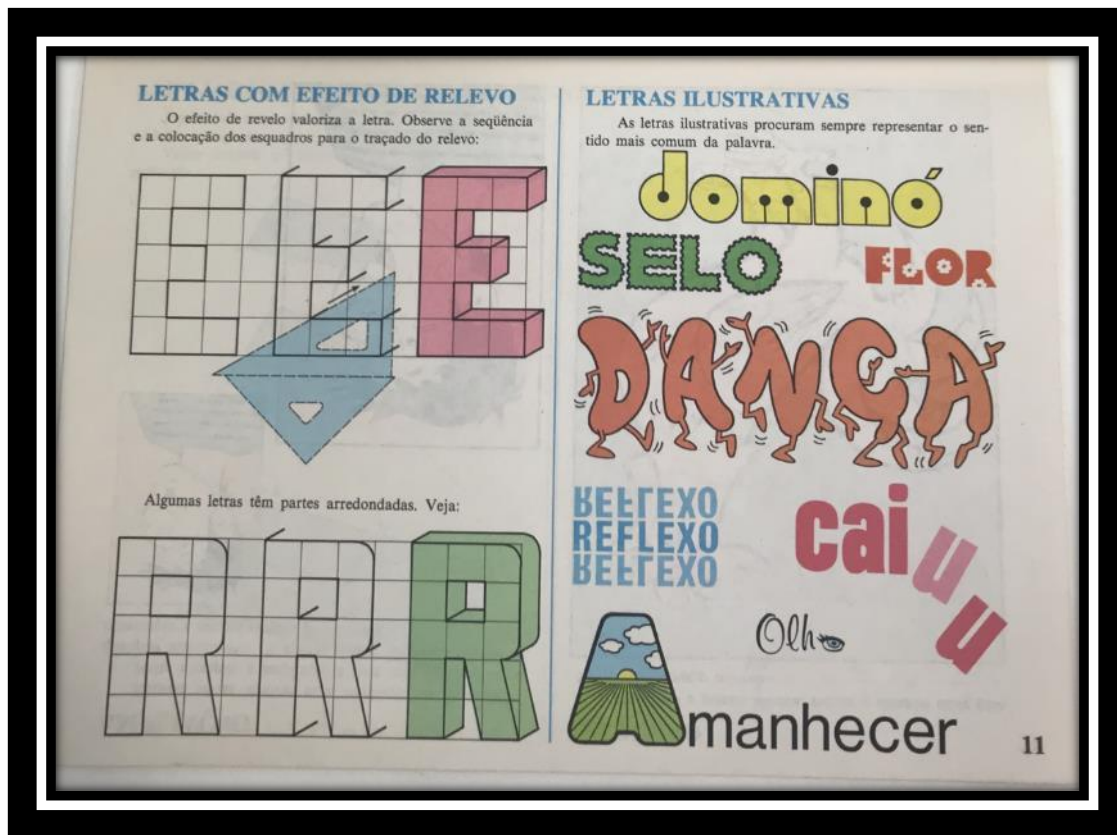 LETRAS COM EFEITO DE RELEVO
O efeito de revelo valoriza a letra. Observe a seqüência
e a colocação dos esquadros para o traçado do relevo:
E E E
Algumas letras têm partes arredondadas. Veja:
R R R
LETRAS ILUSTRATIVAS
As letras ilustrativas procuram sempre representar o sen-
tido mais comum da palavra.
dominó
SELO FLOR
DANÇA
REFLEXO
REFLEXO
REFLEXO
caiuu
Olho
Amanhecer
11